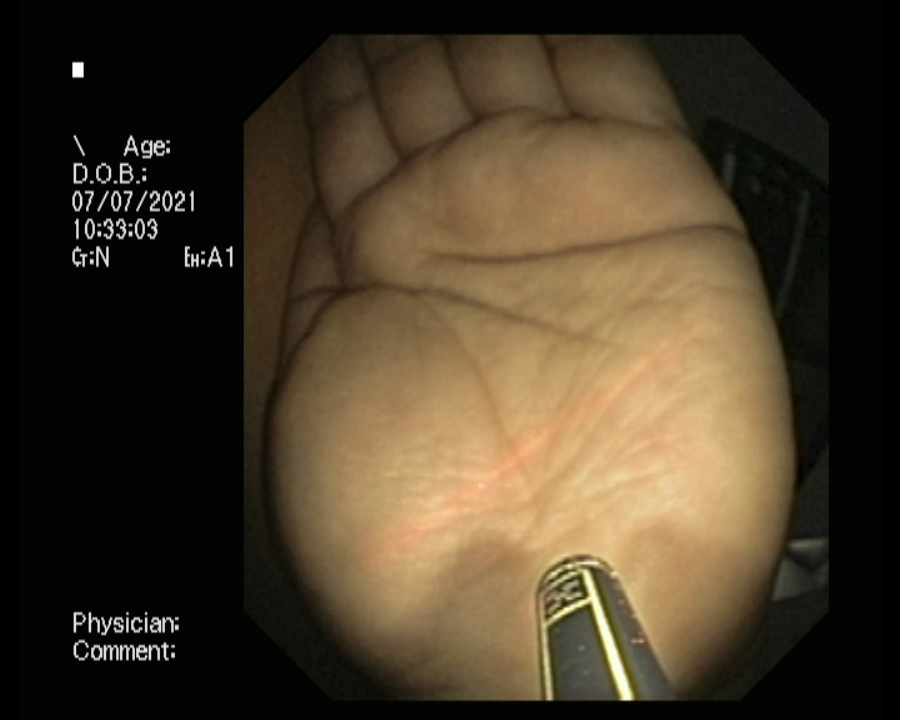 \ Age:
D.O.B.:
07/07/2021
10:33:03
Cr:N Eh:A1
Physician:
Comment: